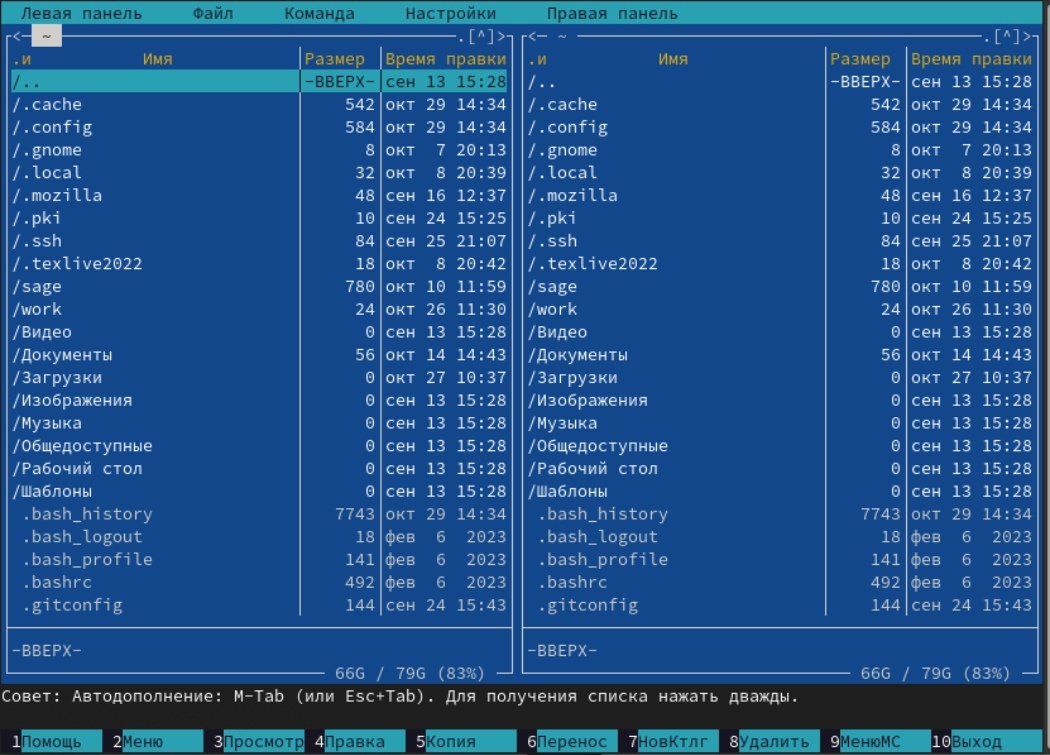 Левая панель Файл Команда Настройки Правая панель
<─ ~ .[^]> <─ ~ .[^]>
.и Имя Размер Время правки .и Имя Размер Время правки
/.. -ВВЕРХ- сен 13 15:28 /.. -ВВЕРХ- сен 13 15:28
/.cache 542 окт 29 14:34 /.cache 542 окт 29 14:34
/.config 584 окт 29 14:34 /.config 584 окт 29 14:34
/.gnome 8 окт 7 20:13 /.gnome 8 окт 7 20:13
/.local 32 окт 8 20:39 /.local 32 окт 8 20:39
/.mozilla 48 сен 16 12:37 /.mozilla 48 сен 16 12:37
/.pki 10 сен 24 15:25 /.pki 10 сен 24 15:25
/.ssh 84 сен 25 21:07 /.ssh 84 сен 25 21:07
/.texlive2022 18 окт 8 20:42 /.texlive2022 18 окт 8 20:42
/sage 780 окт 10 11:59 /sage 780 окт 10 11:59
/work 24 окт 26 11:30 /work 24 окт 26 11:30
/Видео 0 сен 13 15:28 /Видео 0 сен 13 15:28
/Документы 56 окт 14 14:43 /Документы 56 окт 14 14:43
/Загрузки 0 окт 27 10:37 /Загрузки 0 окт 27 10:37
/Изображения 0 сен 13 15:28 /Изображения 0 сен 13 15:28
/Музыка 0 сен 13 15:28 /Музыка 0 сен 13 15:28
/Общедоступные 0 сен 13 15:28 /Общедоступные 0 сен 13 15:28
/Рабочий стол 0 сен 13 15:28 /Рабочий стол 0 сен 13 15:28
/Шаблоны 0 сен 13 15:28 /Шаблоны 0 сен 13 15:28
.bash_history 7743 окт 29 14:34 .bash_history 7743 окт 29 14:34
.bash_logout 18 фев 6 2023 .bash_logout 18 фев 6 2023
.bash_profile 141 фев 6 2023 .bash_profile 141 фев 6 2023
.bashrc 492 фев 6 2023 .bashrc 492 фев 6 2023
.gitconfig 144 сен 24 15:43 .gitconfig 144 сен 24 15:43
-ВВЕРХ- -ВВЕРХ-
66G / 79G (83%) 66G / 79G (83%)
Совет: Автодополнение: M-Tab (или Esc+Tab). Для получения списка нажать дважды.
1Помощь 2Меню 3Просмотр 4Правка 5Копия 6Перенос 7НовКтлг 8Удалить 9МенюMC 10Выход